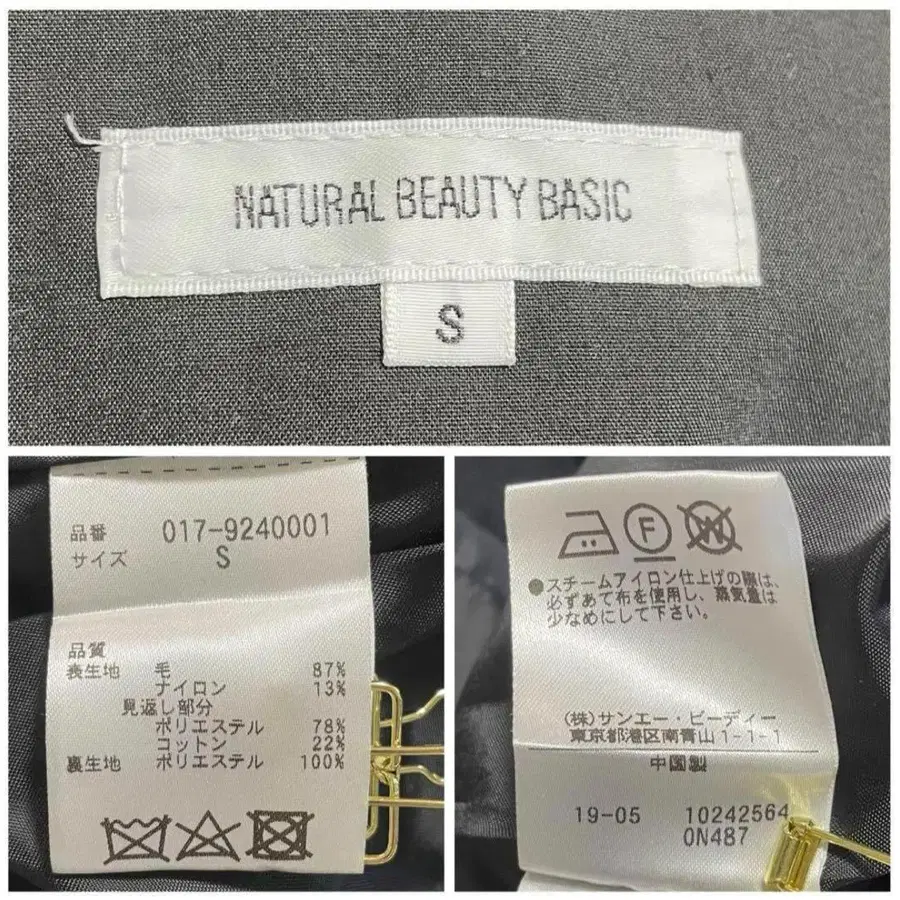 NATURAL BEAUTY BASIC
S
品番 017-9240001
サイズ S
品質
表生地 毛 87%
ナイロン 13%
見返し部分
ポリエステル 78%
コットン 22%
裏生地 ポリエステル 100%
F W
●スチームアイロン仕上げの際は、
必ずあて布を使用し、蒸気量は
少なめにして下さい。
(株)サンエー・ビーディー
東京都港区南青山1-1-1
中国製
19-05 10242564
0N487